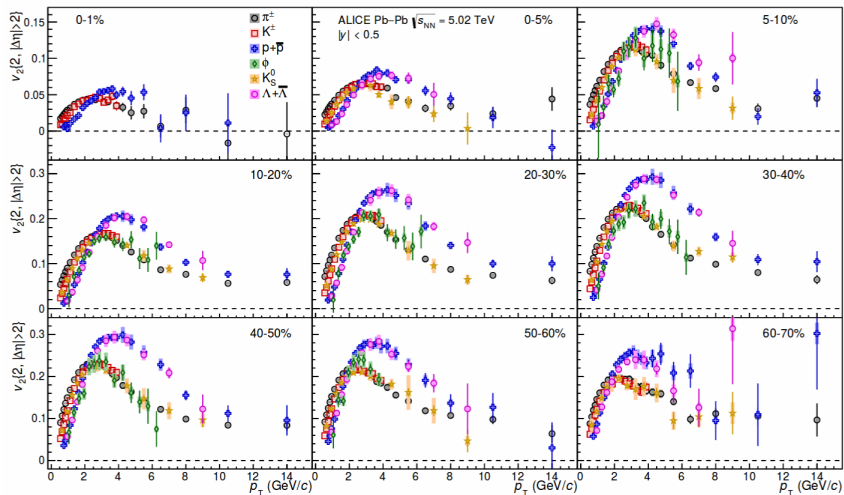 0-1%
π±
K±
p+p̅
ϕ
K⁰S
Λ+Λ̅
ALICE Pb−Pb √sNN = 5.02 TeV
|y| < 0.5
0-5%
5-10%
v2{2, |Δη|>2}
0.15
0.1
0.05
0
10-20%
20-30%
30-40%
v2{2, |Δη|>2}
0.3
0.2
0.1
0
40-50%
50-60%
60-70%
v2{2, |Δη|>2}
0.3
0.2
0.1
0
0 2 4 6 8 10 12 14
pT (GeV/c)
0 2 4 6 8 10 12 14
pT (GeV/c)
0 2 4 6 8 10 12 14
pT (GeV/c)